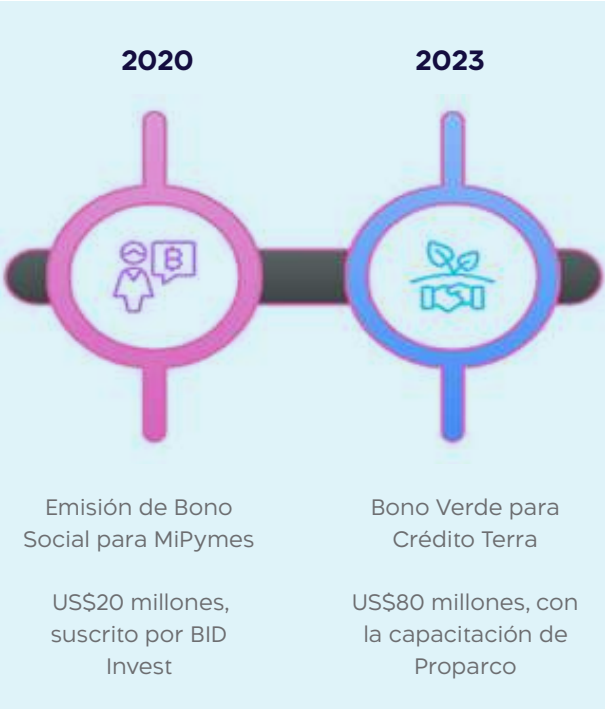 2020
2023
Emisión de Bono
Social para MiPymes
US$20 millones,
suscrito por BID
Invest
Bono Verde para
Crédito Terra
US$80 millones, con
la capacitación de
Proparco